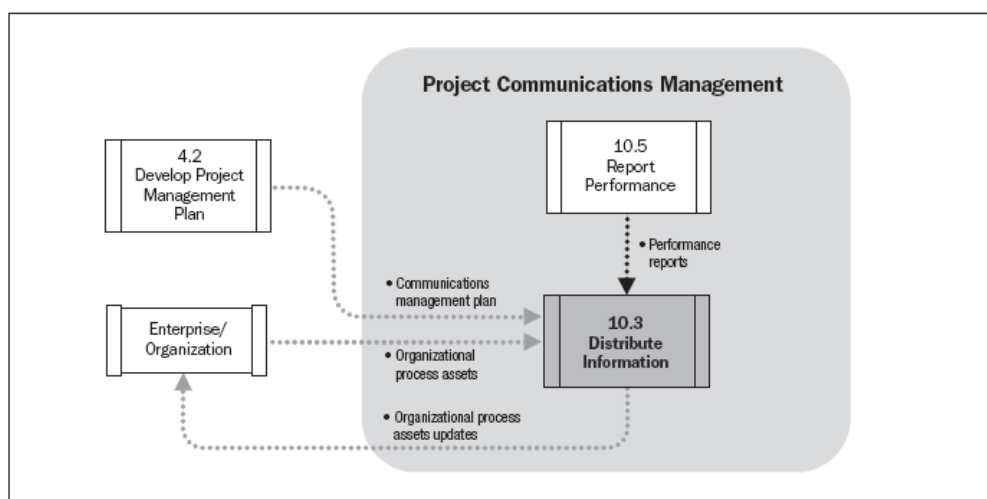 Project Communications Management
4.2
Develop Project
Management
Plan
10.5
Report
Performance
• Performance
reports
• Communications
management plan
10.3
Distribute
Information
Enterprise/
Organization
• Organizational
process assets
• Organizational process
assets updates